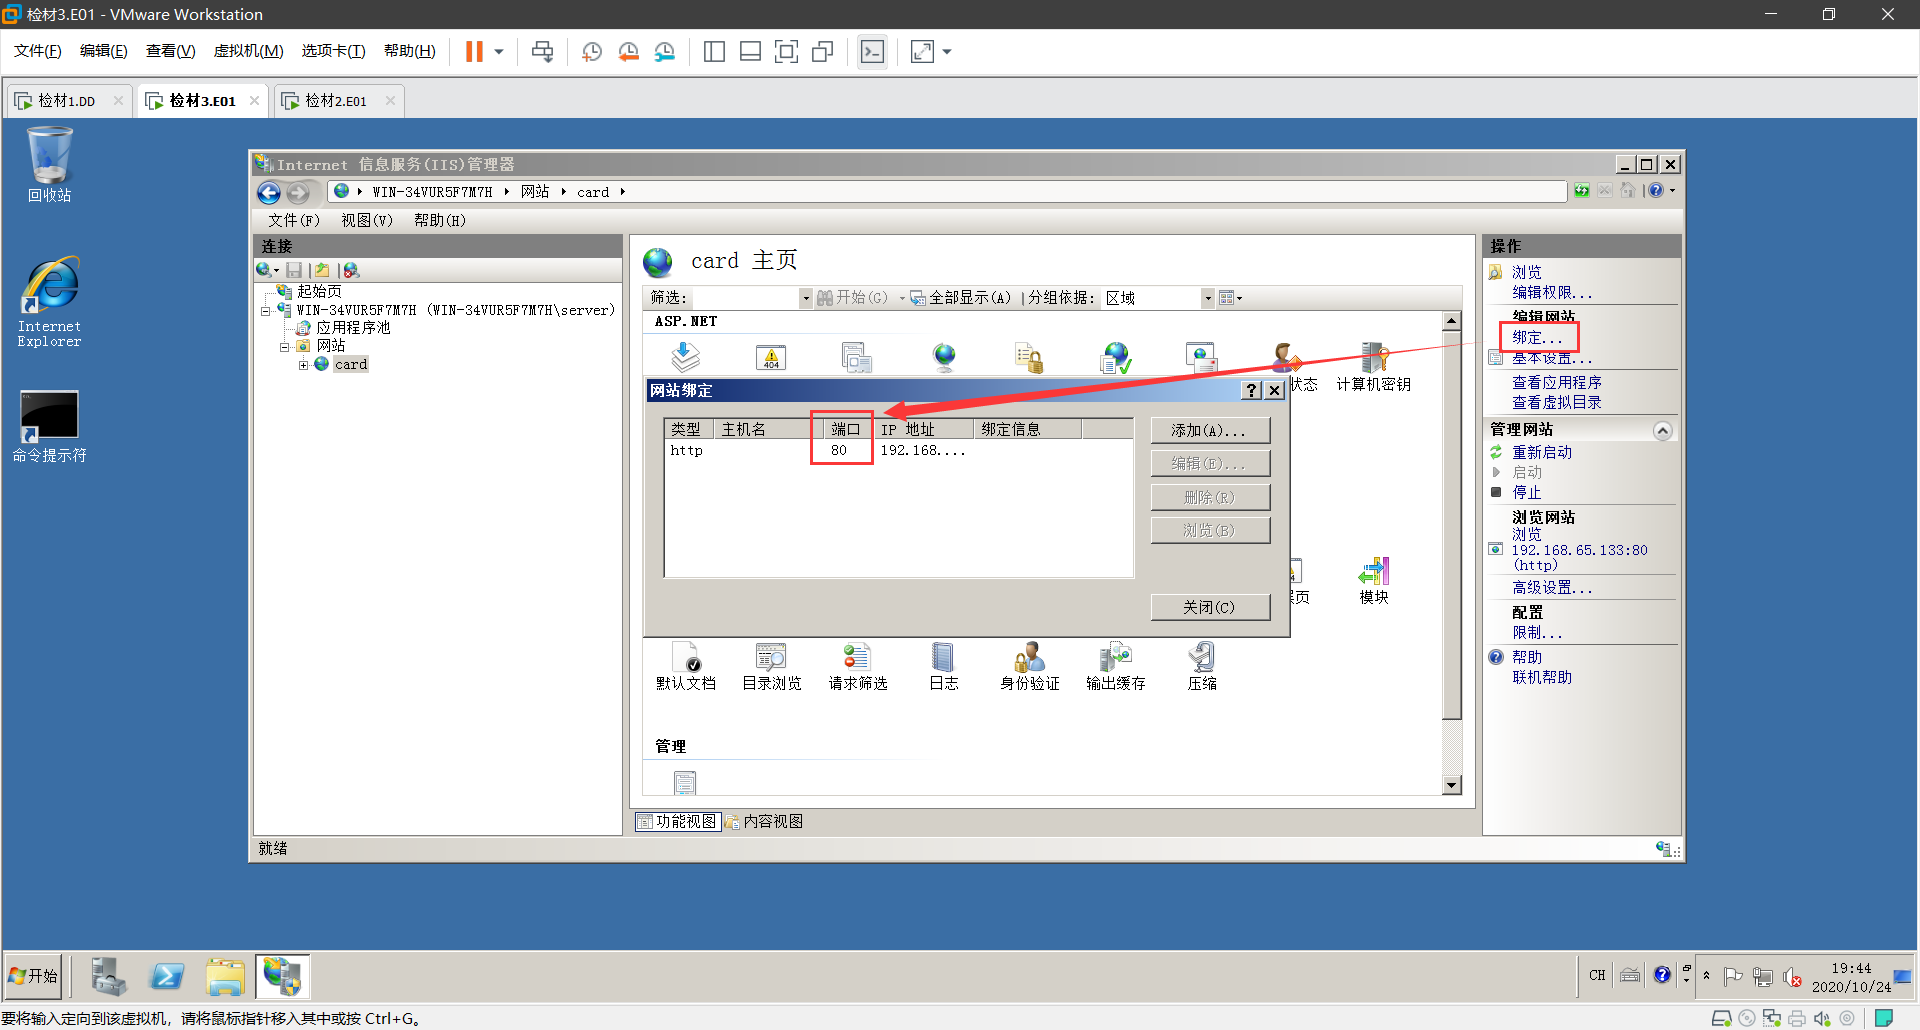 检材3.E01 - VMware Workstation
文件(F) 编辑(E) 查看(V) 虚拟机(M) 选项卡(T) 帮助(H)
检材1.DD 检材3.E01 检材2.E01
回收站
Internet Explorer
命令提示符
Internet 信息服务(IIS)管理器
WIN-34VUR5F7M7H 网站 card
文件(F) 视图(V) 帮助(H)
连接
起始页
WIN-34VUR5F7M7H (WIN-34VUR5F7M7H\server)
应用程序池
网站
card
card 主页
筛选: 开始(G) 全部显示(A) 分组依据: 区域
ASP.NET
404
状态 计算机密钥
网站绑定
类型 主机名 端口 IP 地址 绑定信息
http 80 192.168....
添加(A)...
编辑(E)...
删除(R)
浏览(B)
关闭(C)
模块
默认文档 目录浏览 请求筛选 日志 身份验证 输出缓存 压缩
管理
功能视图 内容视图
就绪
操作
浏览
编辑权限...
编辑网站
绑定...
基本设置...
查看应用程序
查看虚拟目录
管理网站
重新启动
启动
停止
浏览网站
浏览
192.168.65.133:80
(http)
高级设置...
配置
限制...
帮助
联机帮助
开始
CH
19:44
2020/10/24
要将输入定向到该虚拟机，请将鼠标指针移入其中或按 Ctrl+G。